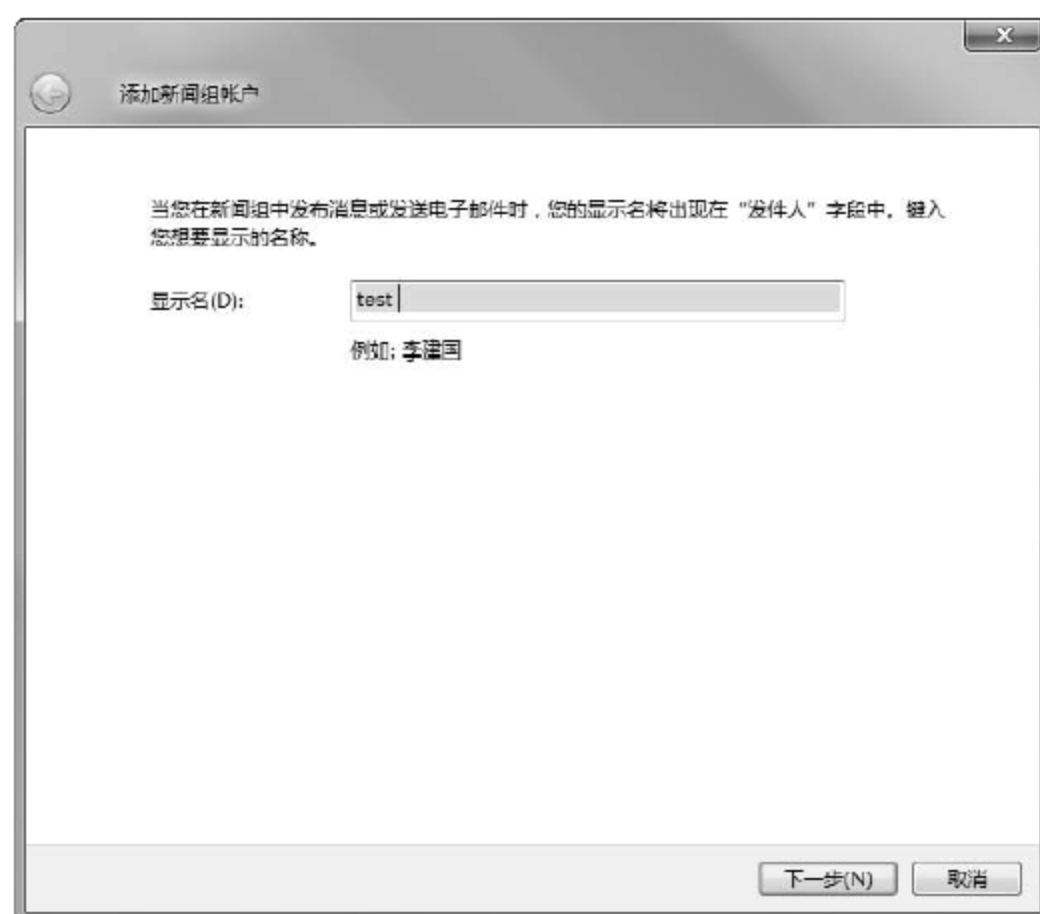 添加新闻组帐户
当您在新闻组中发布消息或发送电子邮件时，您的显示名将出现在“发件人”字段中。键入
您想要显示的名称。
显示名(D): test
例如: 李建国
下一步(N) 取消